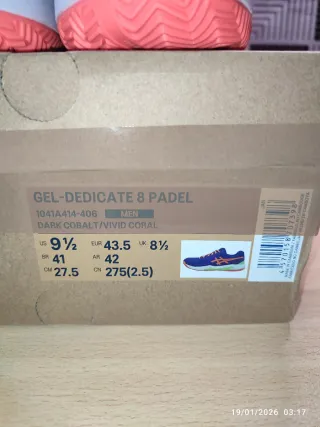 GEL-DEDICATE 8 PADEL
1041A414-406 MEN
DARK COBALT/VIVID CORAL
US 9½ EUR 43.5 UK 8½
BR 41 AR 42
CM 27.5 CN 275(2.5)
19/01/2026 03:17